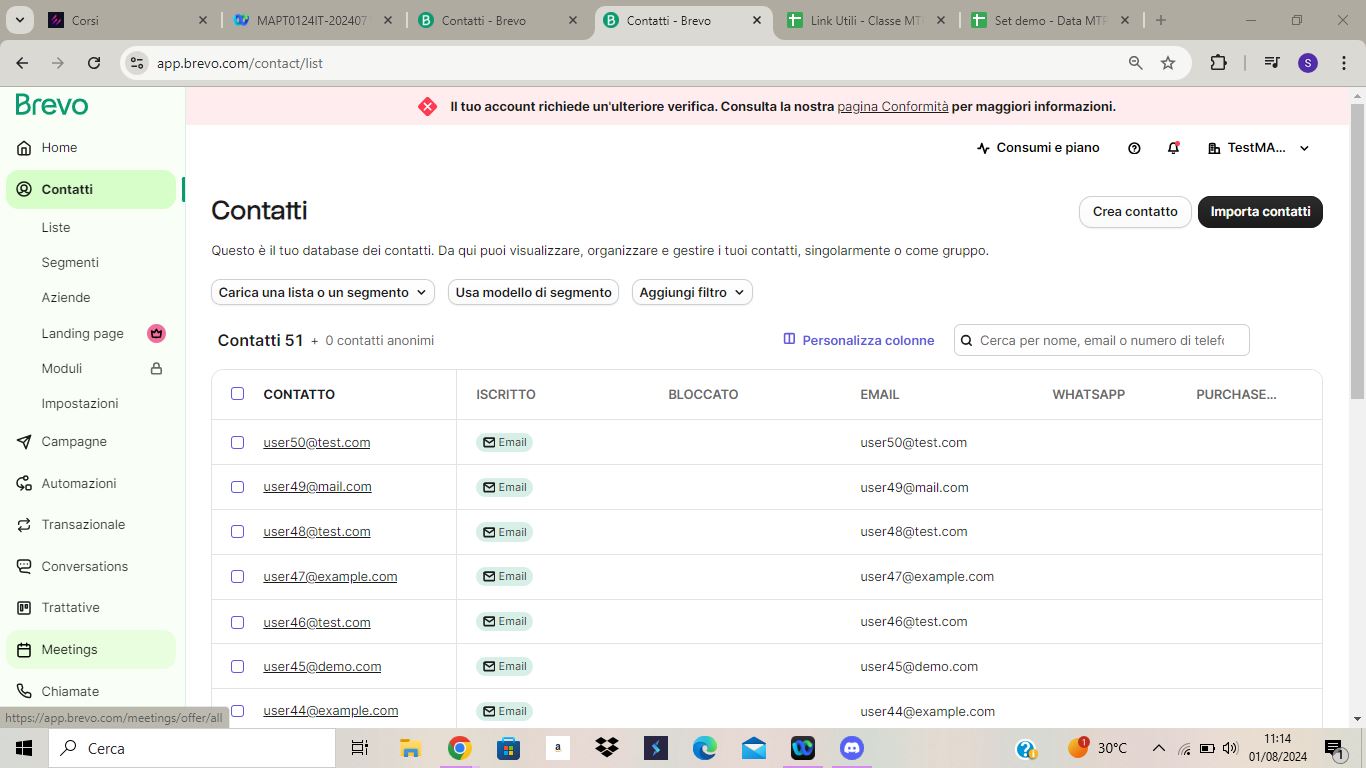 Corsi
MAPT0124IT-202407
Contatti - Brevo
Contatti - Brevo
Link Utili - Classe MT
Set demo - Data MTF
app.brevo.com/contact/list
S
Brevo
Il tuo account richiede un'ulteriore verifica. Consulta la nostra pagina Conformità per maggiori informazioni.
Home
Consumi e piano
TestMA...
Contatti
Liste
Segmenti
Aziende
Landing page
Moduli
Impostazioni
Campagne
Automazioni
Transazionale
Conversations
Trattative
Meetings
Chiamate
Contatti
Crea contatto
Importa contatti
Questo è il tuo database dei contatti. Da qui puoi visualizzare, organizzare e gestire i tuoi contatti, singolarmente o come gruppo.
Carica una lista o un segmento
Usa modello di segmento
Aggiungi filtro
Contatti 51 + 0 contatti anonimi
Personalizza colonne
Cerca per nome, email o numero di telef
CONTATTO ISCRITTO BLOCCATO EMAIL WHATSAPP PURCHASE...
user50@test.com Email user50@test.com
user49@mail.com Email user49@mail.com
user48@test.com Email user48@test.com
user47@example.com Email user47@example.com
user46@test.com Email user46@test.com
user45@demo.com Email user45@demo.com
user44@example.com Email user44@example.com
https://app.brevo.com/meetings/offer/all
Cerca
a
1
30°C
11:14
01/08/2024
1